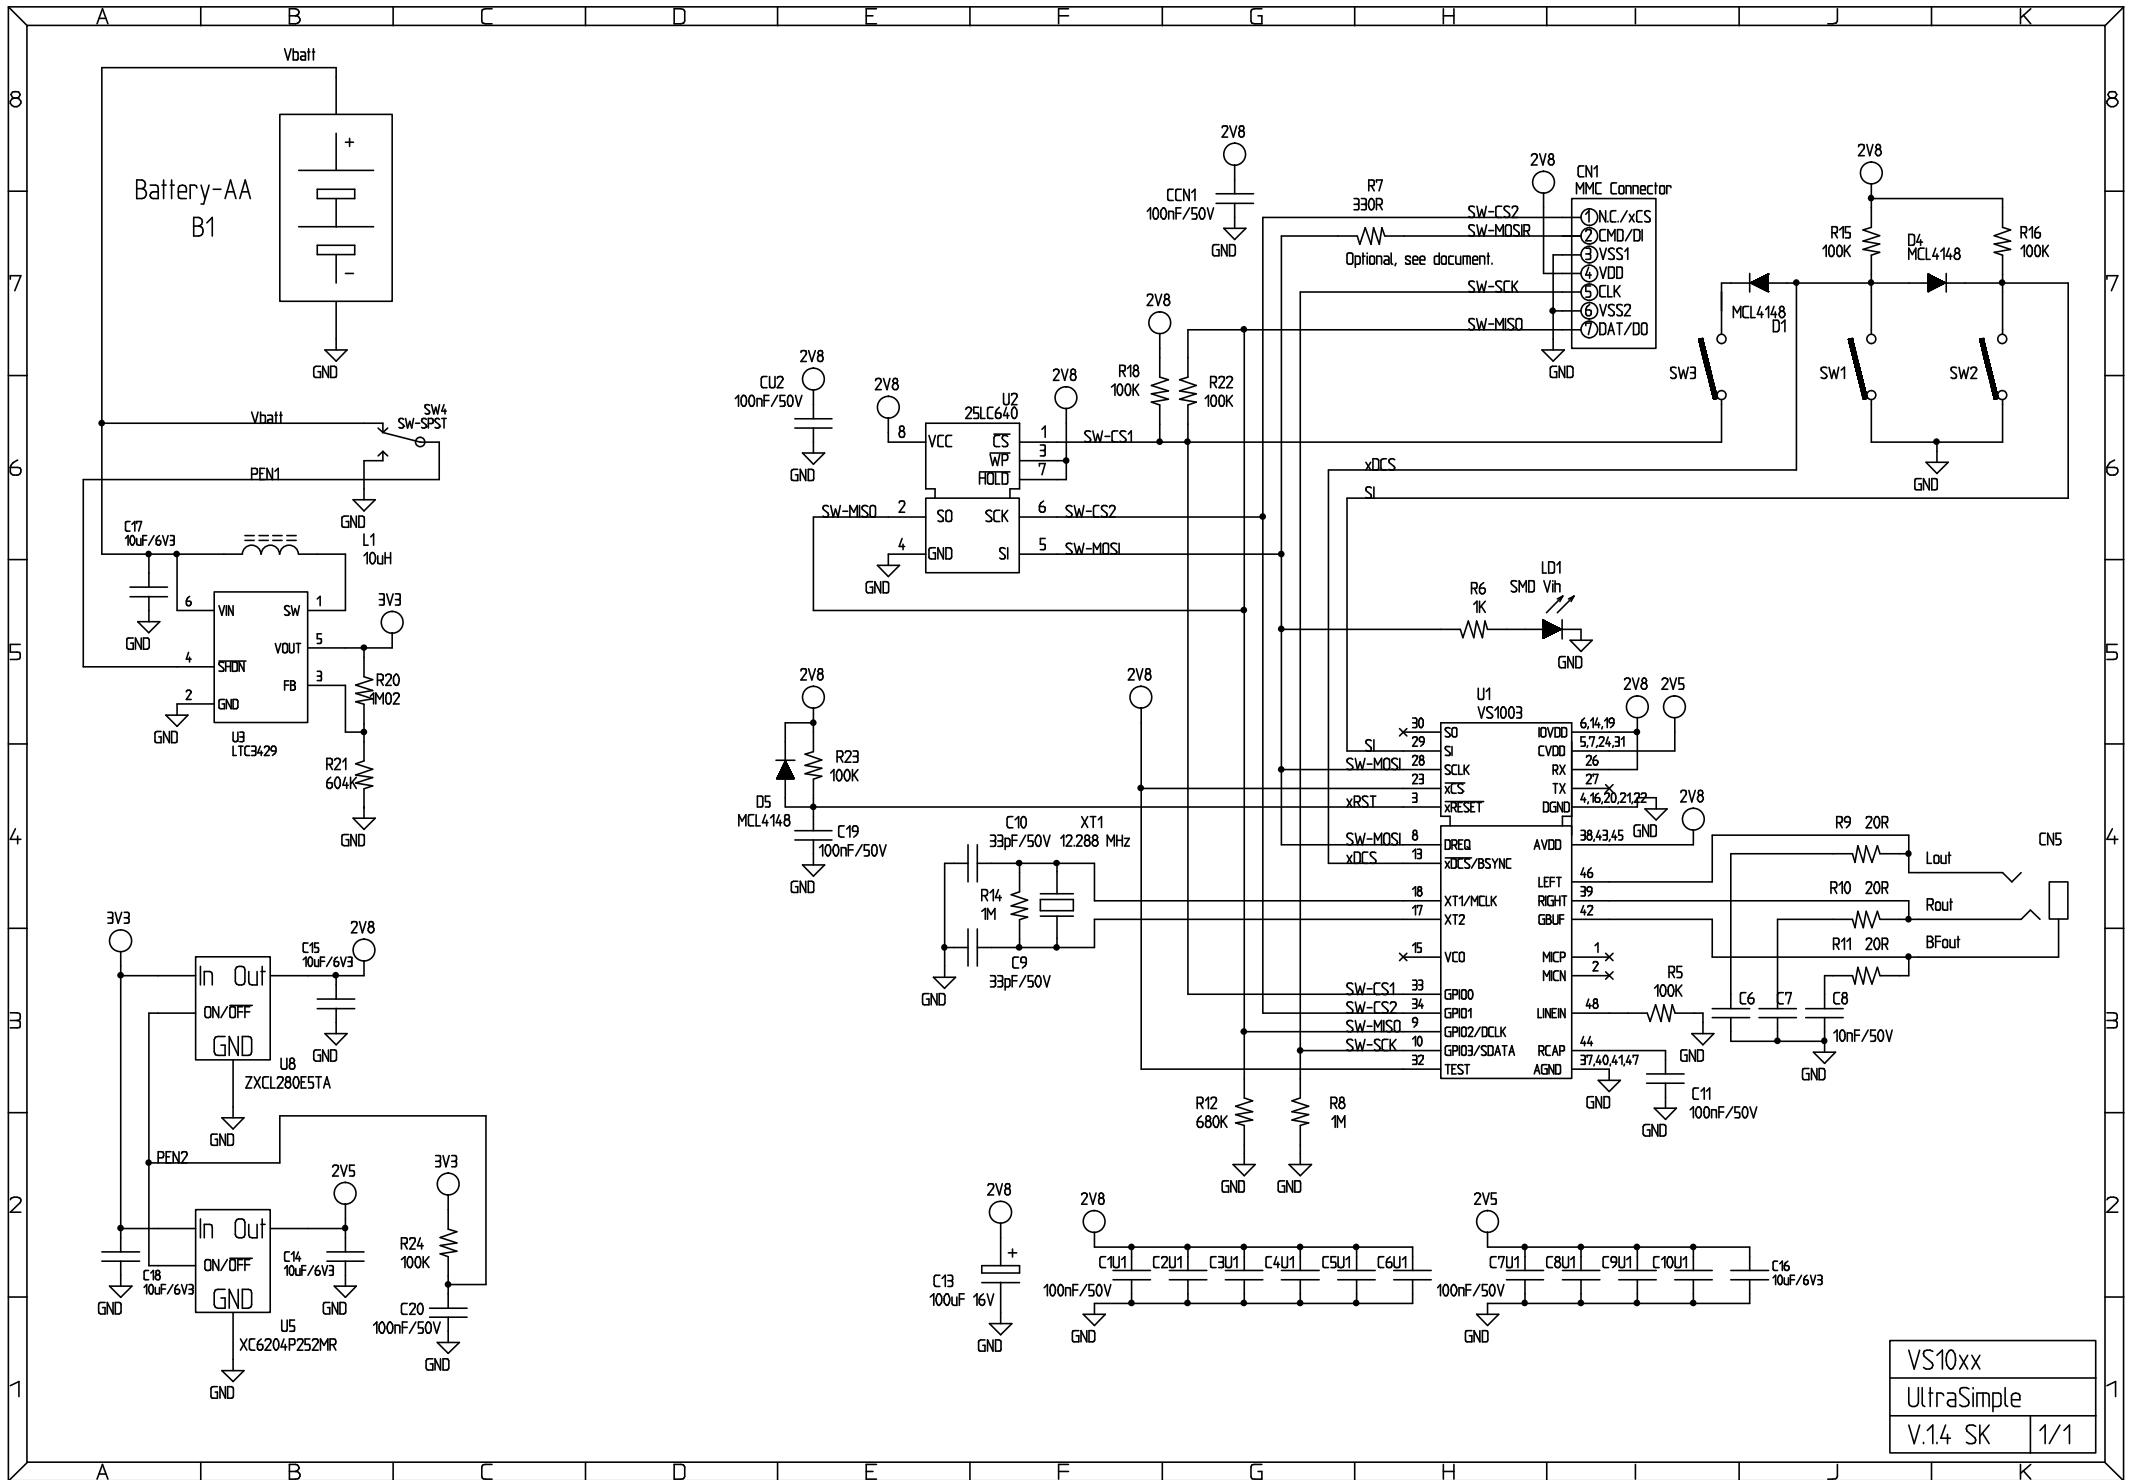 A B C D E F G H I J K
8
7
6
5
4
3
2
1
Vbatt
+
Battery-AA
B1
-
GND
Vbatt
SW4
SW-SPST
PEN1
GND
C17
10uF/6V3
L1
10uH
GND
6 VIN
SW 1
3V3
VOUT 5
4 SHDN
FB 3
R20
1M02
2 GND
GND
U3
LTC3429
R21
604K
GND
3V3
C15
10uF/6V3
2V8
In Out
ON/OFF
GND
GND
U8
ZXCL280E5TA
GND
PEN2
2V5
3V3
In Out
ON/OFF
GND
C14
10uF/6V3
R24
100K
C18
10uF/6V3
GND
GND
U5
XC6204P252MR
C20
100nF/50V
GND
GND
2V8
CCN1
100nF/50V
GND
R7
330R
2V8
CN1
MMC Connector
SW-CS2
1 N.C./xCS
SW-MOSIR
2 CMD/DI
Optional, see document.
3 VSS1
4 VDD
SW-SCK
5 CLK
6 VSS2
SW-MISO
7 DAT/DO
GND
2V8
R15
100K
D4
MCL4148
R16
100K
MCL4148
D1
SW3
SW1
SW2
GND
2V8
CU2
100nF/50V
GND
2V8
2V8
2V8
R18
100K
R22
100K
U2
25LC640
8 VCC
CS 1
SW-CS1
WP 3
HOLD 7
SW-MISO
2 SO
SCK 6
SW-CS2
4 GND
SI 5
SW-MOSI
GND
xDCS
SI
R6
1K
LD1
SMD Vih
GND
2V8
R23
100K
D5
MCL4148
C19
100nF/50V
GND
2V8
xRST
C10
33pF/50V
XT1
12.288 MHz
R14
1M
C9
33pF/50V
GND
U1
VS1003
2V8
2V5
30 SO
SI 29 SI
SW-MOSI 28 SCLK
23 xCS
3 xRESET
SW-MOSI 8 DREQ
xDCS 13 xDCS/BSYNC
18 XT1/MCLK
17 XT2
15 VCO
SW-CS1 33 GPIO0
SW-CS2 34 GPIO1
SW-MISO 9 GPIO2/DCLK
SW-SCK 10 GPIO3/SDATA
32 TEST
IOVDD 6,14,19
CVDD 5,7,24,31
RX 26
TX 27
DGND 4,16,20,21,22
2V8
GND
AVDD 38,43,45
LEFT 46
RIGHT 39
GBUF 42
MICP 1
MICN 2
LINEIN 48
RCAP 44
AGND 37,40,41,47
GND
R5
100K
GND
C11
100nF/50V
GND
R9 20R
Lout
CN5
R10 20R
Rout
R11 20R
BFout
C6
C7
C8
10nF/50V
GND
R12
680K
GND
R8
1M
GND
2V8
+
C13
100uF 16V
GND
2V8
C1U1
C2U1
C3U1
C4U1
C5U1
C6U1
100nF/50V
GND
2V5
C7U1
C8U1
C9U1
C10U1
C16
10uF/6V3
100nF/50V
GND
VS10xx
UltraSimple
V.1.4 SK
1/1
8
7
6
5
4
3
2
1
A B C D E F G H I J K